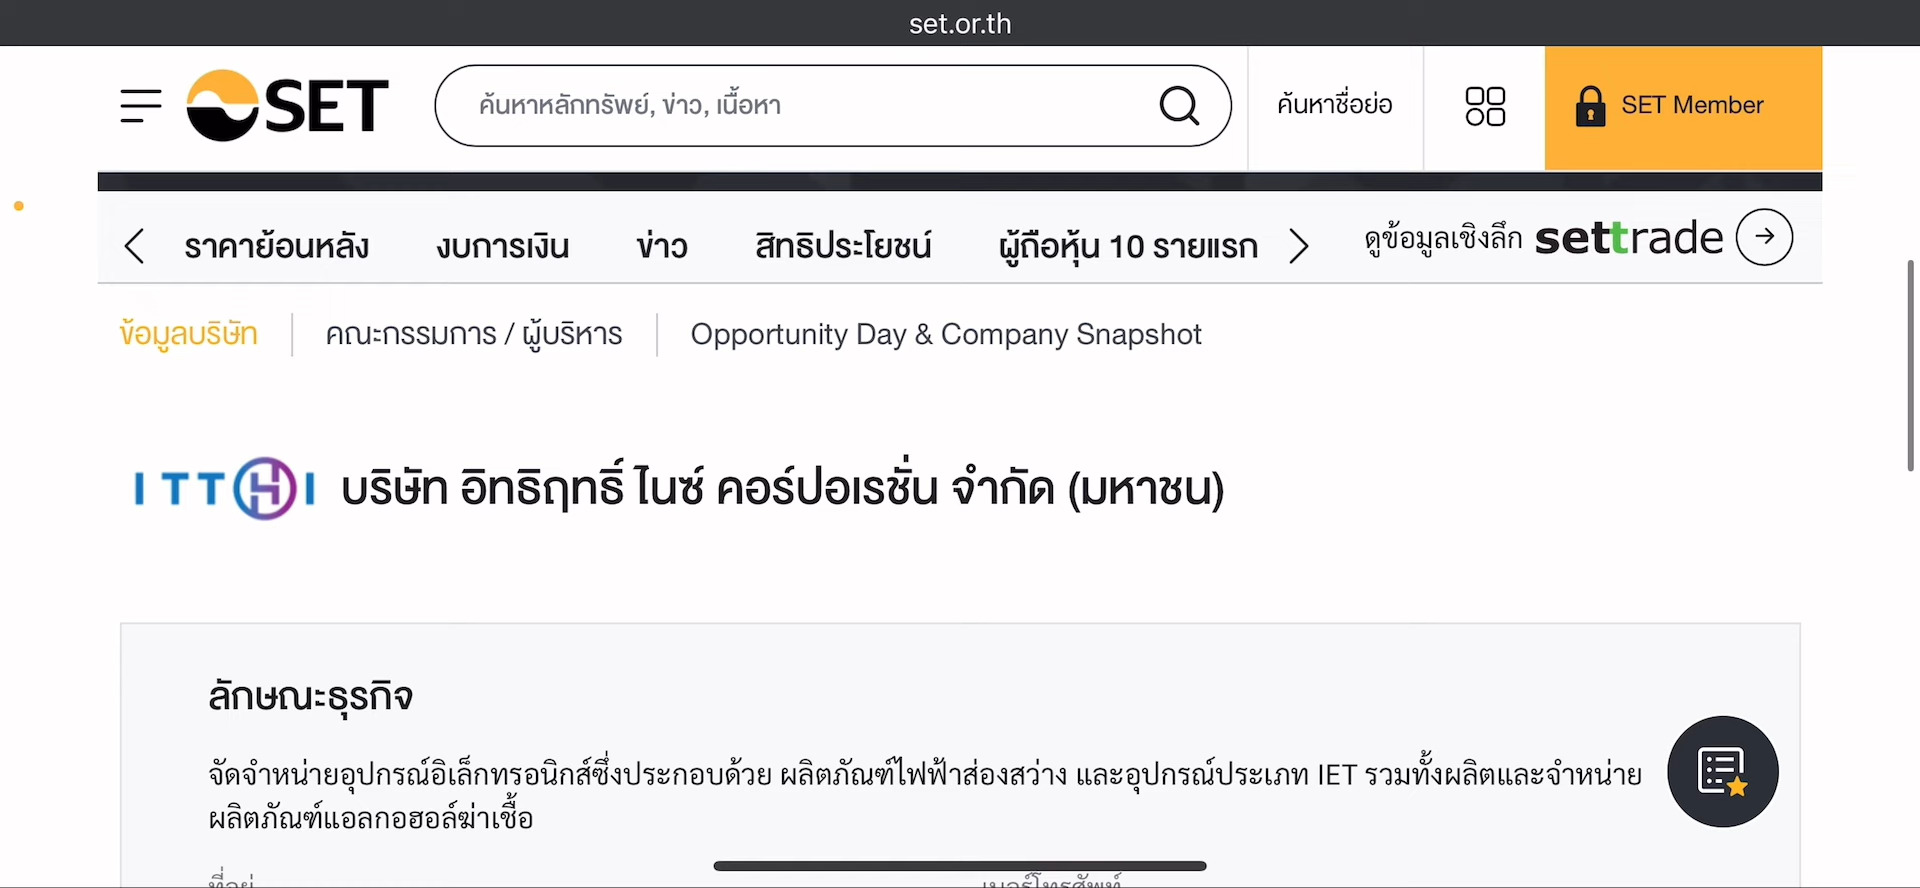 set.or.th
SET
ค้นหาหลักทรัพย์, ข่าว, เนื้อหา
ค้นหาชื่อย่อ
SET Member
ราคาย้อนหลัง
งบการเงิน
ข่าว
สิทธิประโยชน์
ผู้ถือหุ้น 10 รายแรก
ดูข้อมูลเชิงลึก settrade
ข้อมูลบริษัท
คณะกรรมการ / ผู้บริหาร
Opportunity Day & Company Snapshot
ITTHI บริษัท อิทธิฤทธิ์ ไนซ์ คอร์ปอเรชั่น จำกัด (มหาชน)
ลักษณะธุรกิจ
จัดจำหน่ายอุปกรณ์อิเล็กทรอนิกส์ซึ่งประกอบด้วย ผลิตภัณฑ์ไฟฟ้าส่องสว่าง และอุปกรณ์ประเภท IET รวมทั้งผลิตและจำหน่าย
ผลิตภัณฑ์แอลกอฮอล์ฆ่าเชื้อ